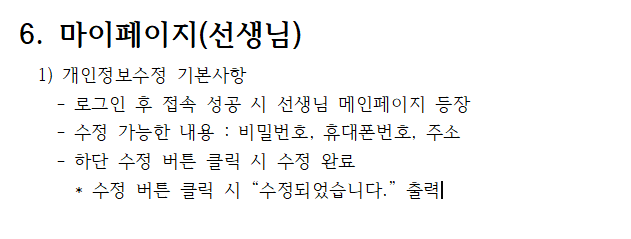 6. 마이페이지(선생님)
1) 개인정보수정 기본사항
- 로그인 후 접속 성공 시 선생님 메인페이지 등장
- 수정 가능한 내용 : 비밀번호, 휴대폰번호, 주소
- 하단 수정 버튼 클릭 시 수정 완료
* 수정 버튼 클릭 시 “수정되었습니다.” 출력